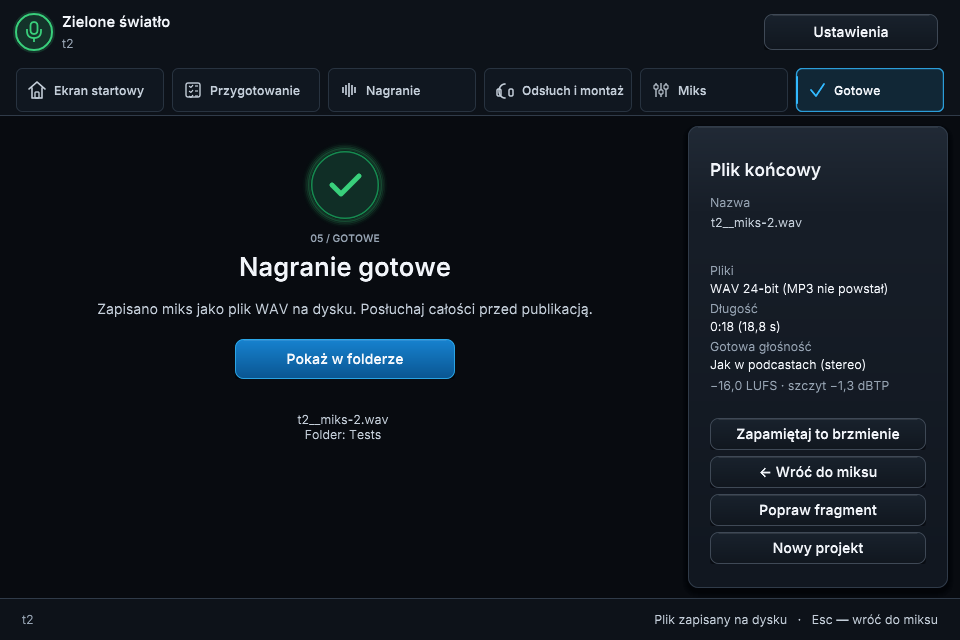 Zielone światło
t2
Ustawienia
Ekran startowy
Przygotowanie
Nagranie
Odsłuch i montaż
Miks
Gotowe
05 / GOTOWE
Nagranie gotowe
Zapisano miks jako plik WAV na dysku. Posłuchaj całości przed publikacją.
Pokaż w folderze
t2__miks-2.wav
Folder: Tests
Plik końcowy
Nazwa
t2__miks-2.wav
Pliki
WAV 24-bit (MP3 nie powstał)
Długość
0:18 (18,8 s)
Gotowa głośność
Jak w podcastach (stereo)
−16,0 LUFS · szczyt −1,3 dBTP
Zapamiętaj to brzmienie
← Wróć do miksu
Popraw fragment
Nowy projekt
t2
Plik zapisany na dysku · Esc — wróć do miksu